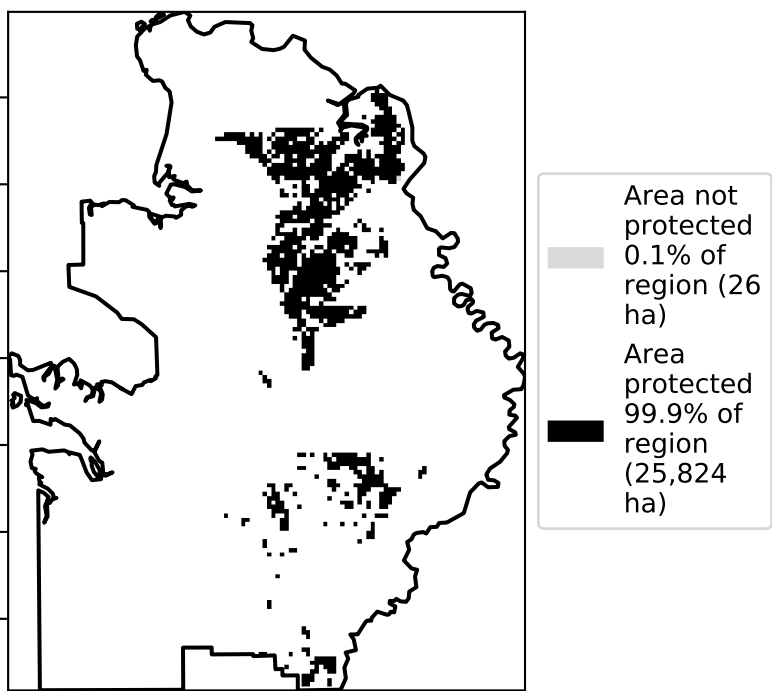 Area not
protected
0.1% of
region (26
ha)
Area
protected
99.9% of
region
(25,824
ha)